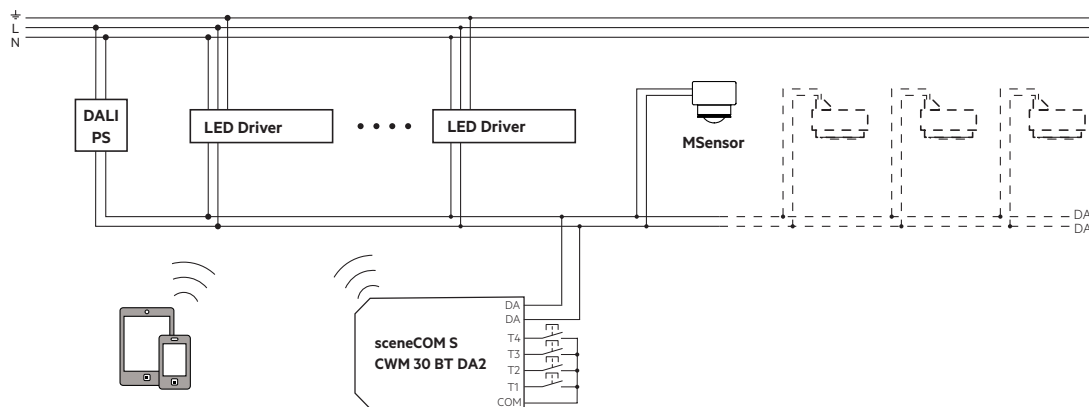 L
N
DALI
PS
LED Driver
LED Driver
MSensor
DA
DA
sceneCOM S
CWM 30 BT DA2
DA
DA
T4
T3
T2
T1
COM